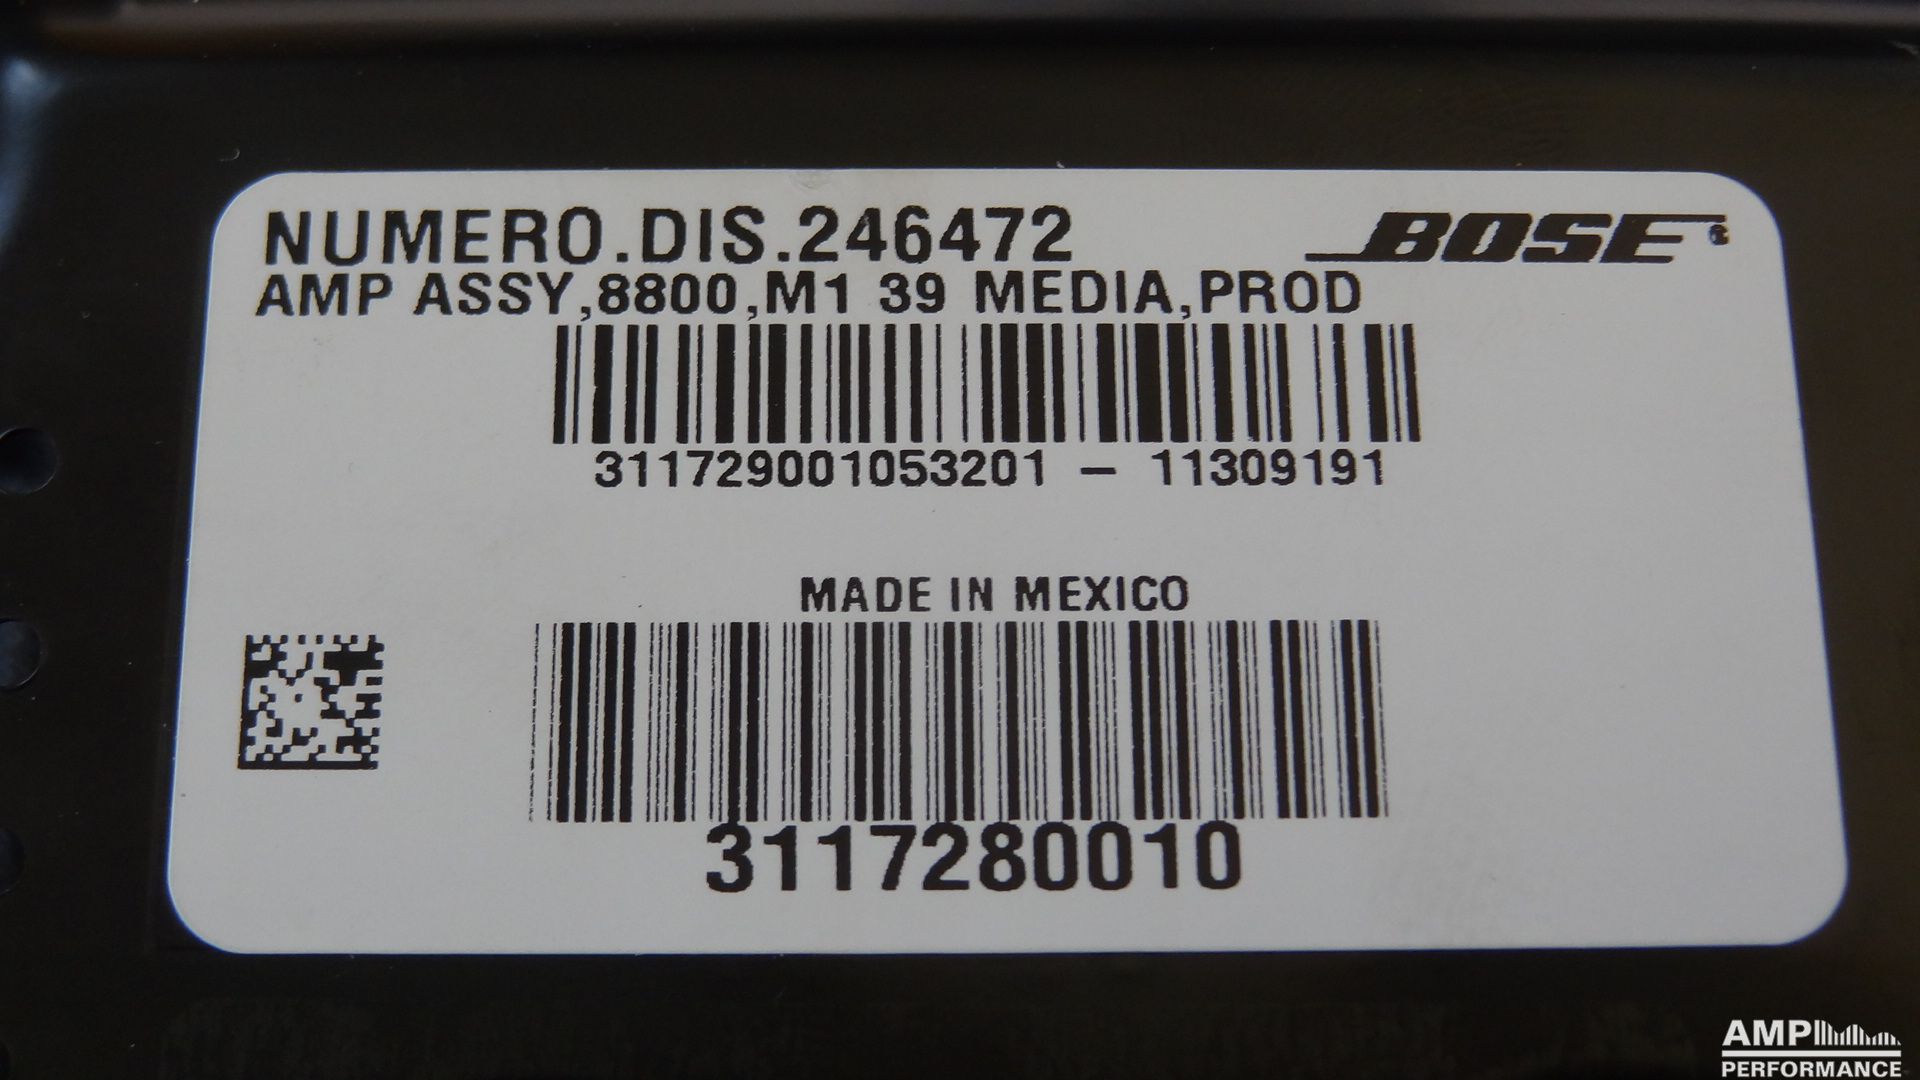 NUMERO.DIS.246472
BOSE
AMP ASSY,8800,M1 39 MEDIA,PROD
311729001053201 – 11309191
MADE IN MEXICO
3117280010
AMP
PERFORMANCE